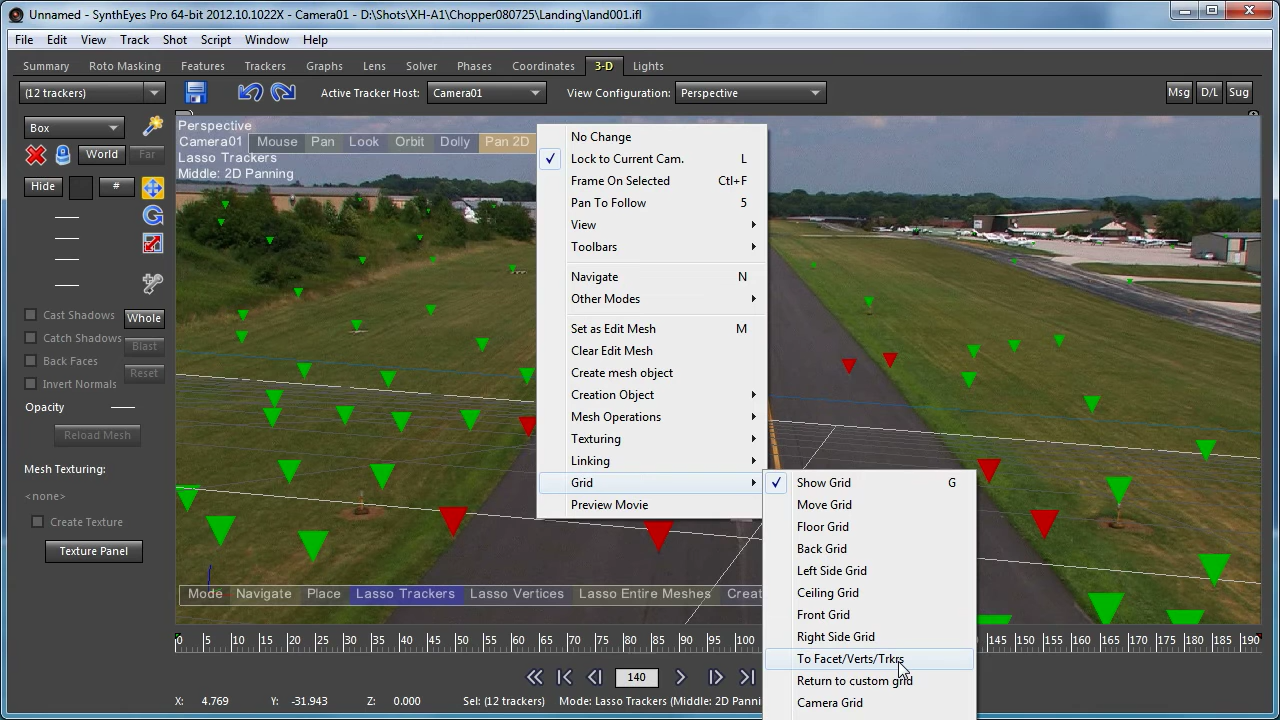 Unnamed - SynthEyes Pro 64-bit 2012.10.1022X - Camera01 - D:\Shots\XH-A1\Chopper080725\Landing\land001.ifl
File Edit View Track Shot Script Window Help
Summary Roto Masking Features Trackers Graphs Lens Solver Phases Coordinates 3-D Lights
(12 trackers) Active Tracker Host: Camera01 View Configuration: Perspective Msg D/L Sug
Box
World Far
Hide #
Cast Shadows Whole
Catch Shadows Blast
Back Faces
Invert Normals Reset
Opacity
Reload Mesh
Mesh Texturing:
<none>
Create Texture
Texture Panel
Perspective
Camera01 Mouse Pan Look Orbit Dolly Pan 2D
Lasso Trackers
Middle: 2D Panning
No Change
Lock to Current Cam. L
Frame On Selected Ctl+F
Pan To Follow 5
View
Toolbars
Navigate N
Other Modes
Set as Edit Mesh M
Clear Edit Mesh
Create mesh object
Creation Object
Mesh Operations
Texturing
Linking
Grid
Preview Movie
Show Grid G
Move Grid
Floor Grid
Back Grid
Left Side Grid
Ceiling Grid
Front Grid
Right Side Grid
To Facet/Verts/Trkrs
Return to custom grid
Camera Grid
Mode Navigate Place Lasso Trackers Lasso Vertices Lasso Entire Meshes Creat
0 5 10 15 20 25 30 35 40 45 50 55 60 65 70 75 80 85 90 95 100 145 150 155 160 165 170 175 180 185 190
140
X: 4.769 Y: -31.943 Z: 0.000 Sel: (12 trackers) Mode: Lasso Trackers (Middle: 2D Panni